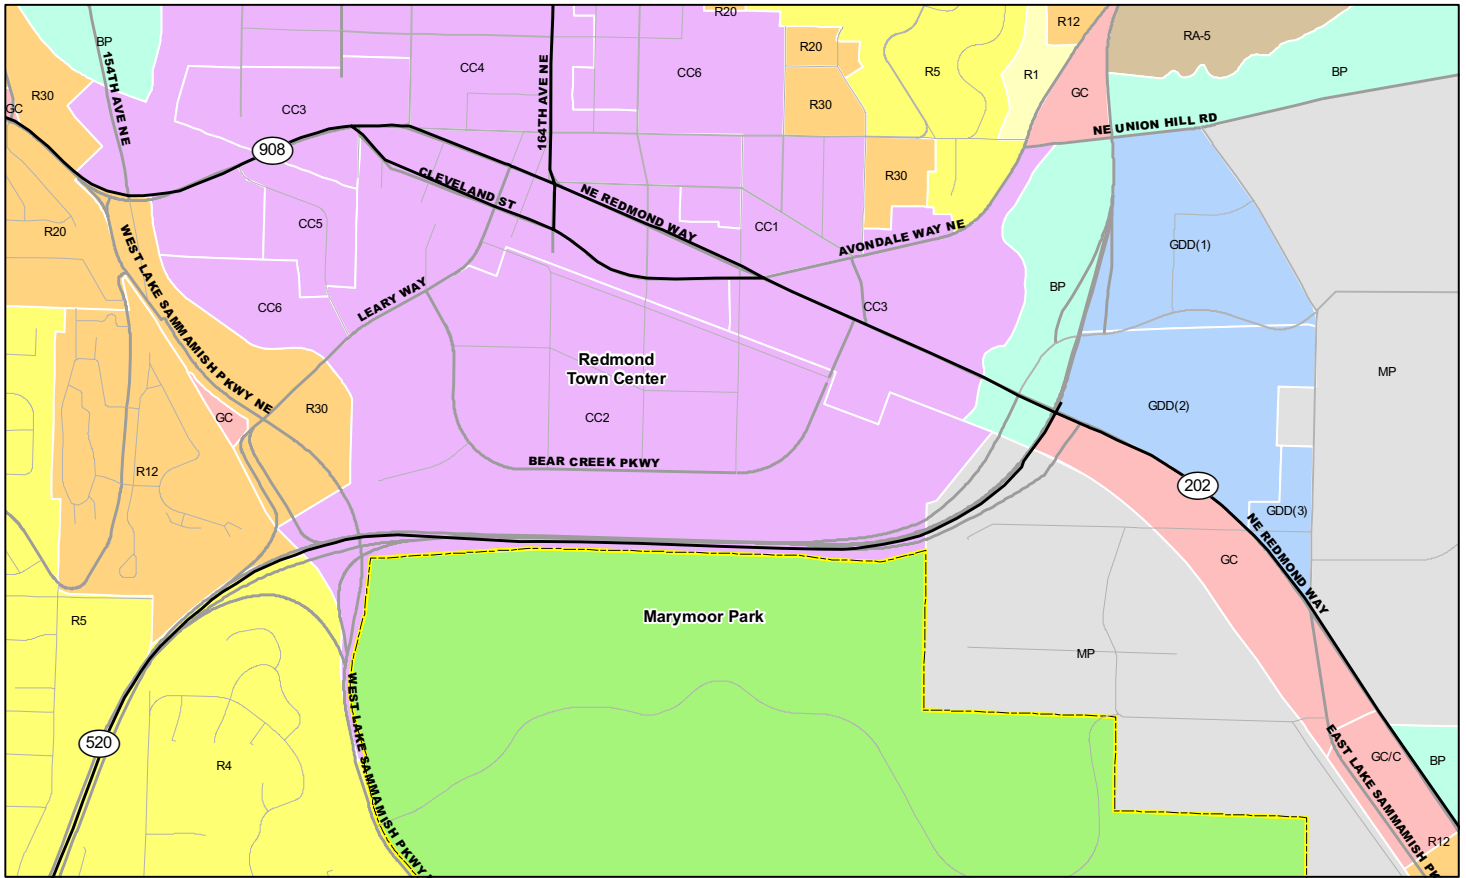 R20
R12
BP
RA-5
R20
CC4
CC6
R5
R1
BP
GC
R30
GC
154TH AVE NE
CC3
164TH AVE NE
R30
NE UNION HILL RD
908
CLEVELAND ST
NE REDMOND WAY
R30
R20
CC5
CC1
AVONDALE WAY NE
GDD(1)
WEST LAKE SAMMAMISH PKWY NE
CC6
LEARY WAY
BP
CC3
Redmond
Town Center
MP
GC
R30
CC2
GDD(2)
R12
BEAR CREEK PKWY
202
GDD(3)
NE REDMOND WAY
GC
R5
Marymoor Park
MP
WEST LAKE SAMMAMISH PKWY
520
R4
EAST LAKE SAMMAMISH
GC/C
BP
R12